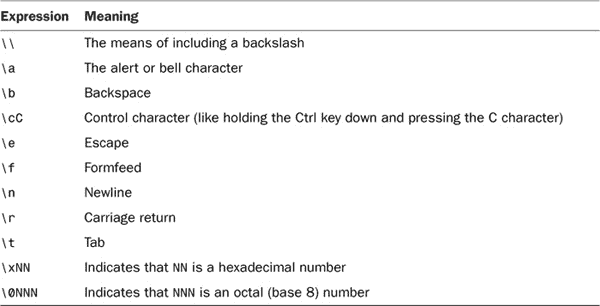 Expression Meaning
\\ The means of including a backslash
\a The alert or bell character
\b Backspace
\cC Control character (like holding the Ctrl key down and pressing the C character)
\e Escape
\f Formfeed
\n Newline
\r Carriage return
\t Tab
\xNN Indicates that NN is a hexadecimal number
\0NNN Indicates that NNN is an octal (base 8) number